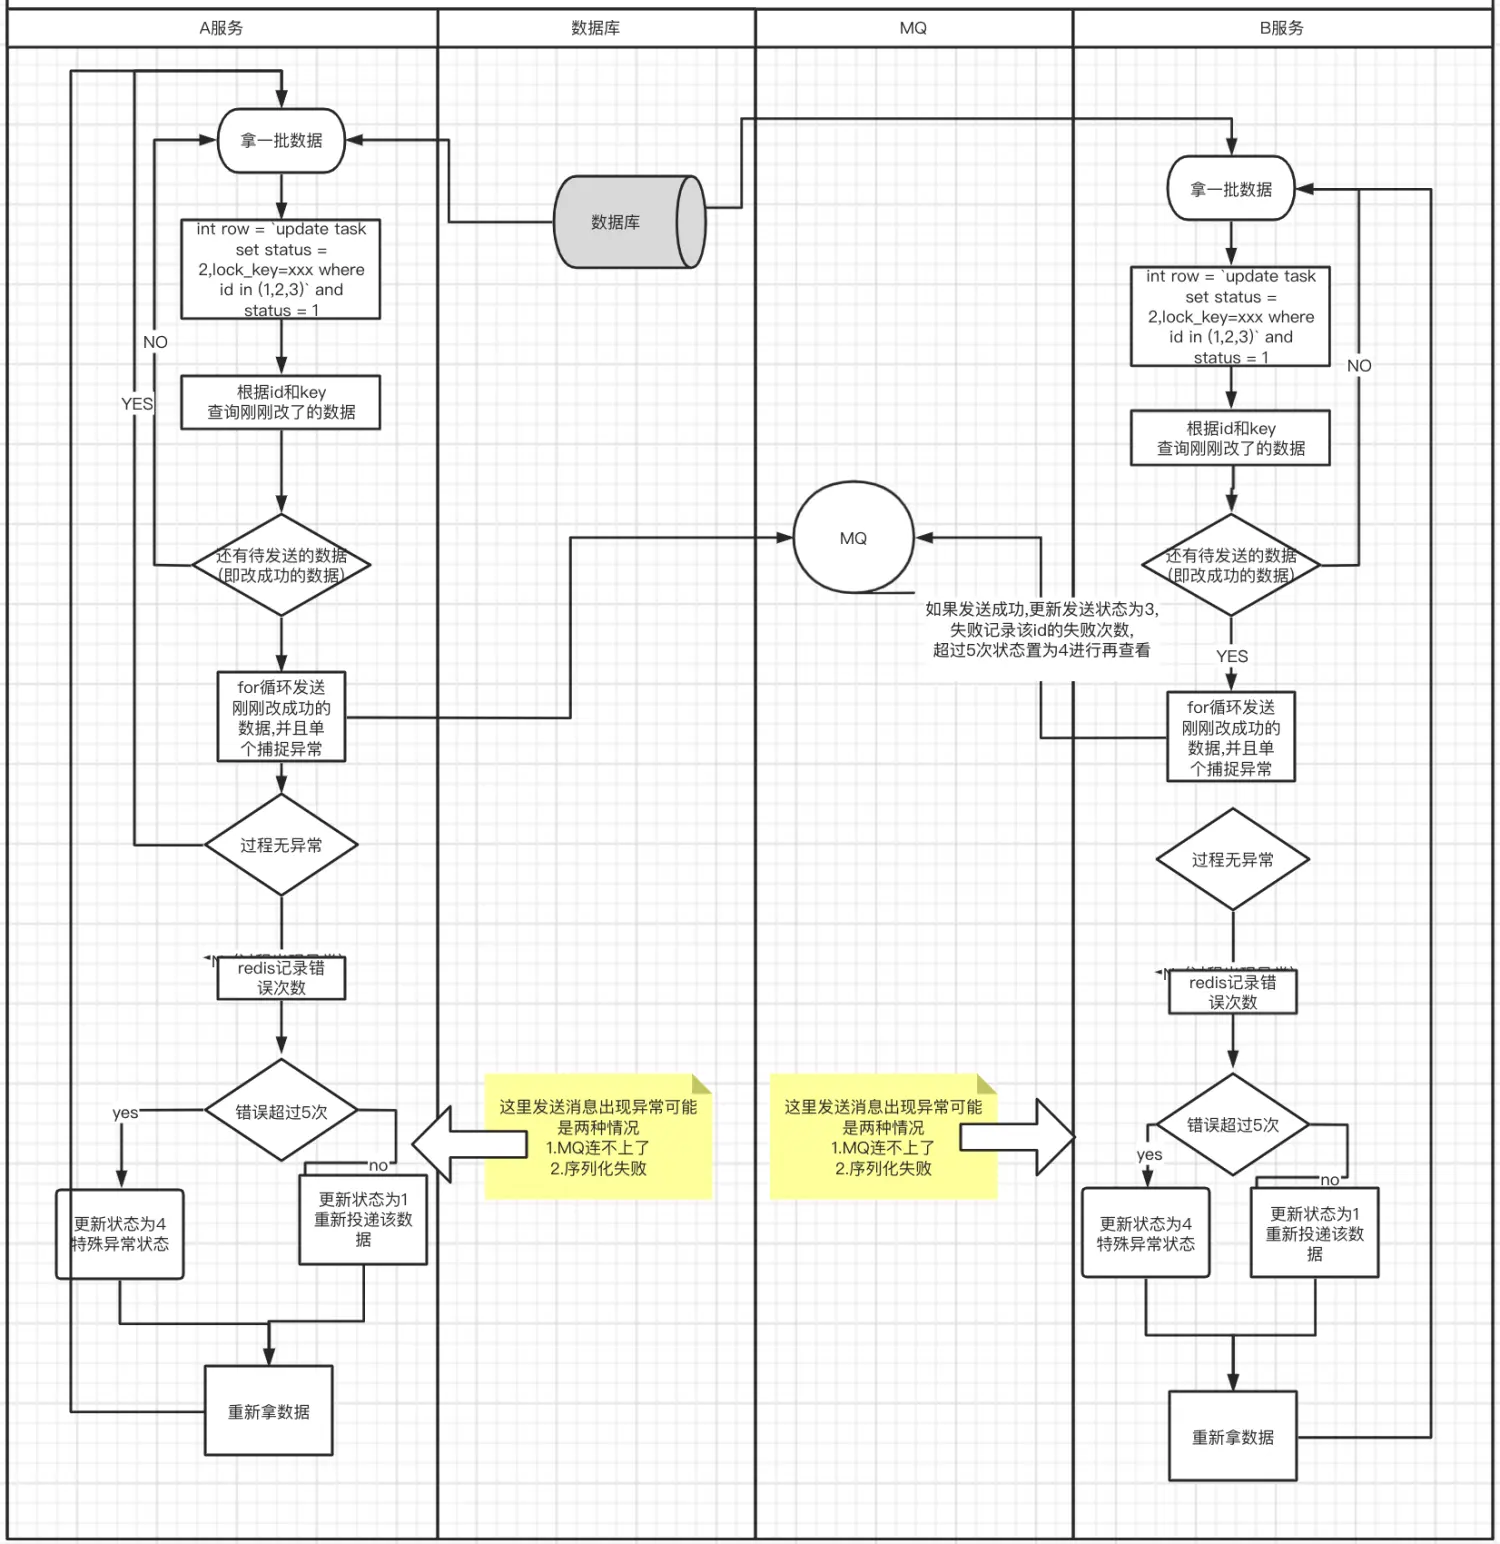 A服务
数据库
MQ
B服务
拿一批数据
int row = `update task
set status =
2,lock_key=xxx where
id in (1,2,3)` and
status = 1
NO
YES
根据id和key
查询刚刚改了的数据
还有待发送的数据
(即改成功的数据)
for循环发送
刚刚改成功的
数据,并且单
个捕捉异常
过程无异常
redis记录错
误次数
错误超过5次
yes
no
更新状态为4
特殊异常状态
更新状态为1
重新投递该数
据
重新拿数据
数据库
这里发送消息出现异常可能
是两种情况
1.MQ连不上了
2.序列化失败
MQ
如果发送成功,更新发送状态为3,
失败记录该id的失败次数,
超过5次状态置为4进行再查看
这里发送消息出现异常可能
是两种情况
1.MQ连不上了
2.序列化失败
拿一批数据
int row = `update task
set status =
2,lock_key=xxx where
id in (1,2,3)` and
status = 1
NO
根据id和key
查询刚刚改了的数据
还有待发送的数据
(即改成功的数据)
YES
for循环发送
刚刚改成功的
数据,并且单
个捕捉异常
过程无异常
redis记录错
误次数
错误超过5次
yes
no
更新状态为4
特殊异常状态
更新状态为1
重新投递该数
据
重新拿数据